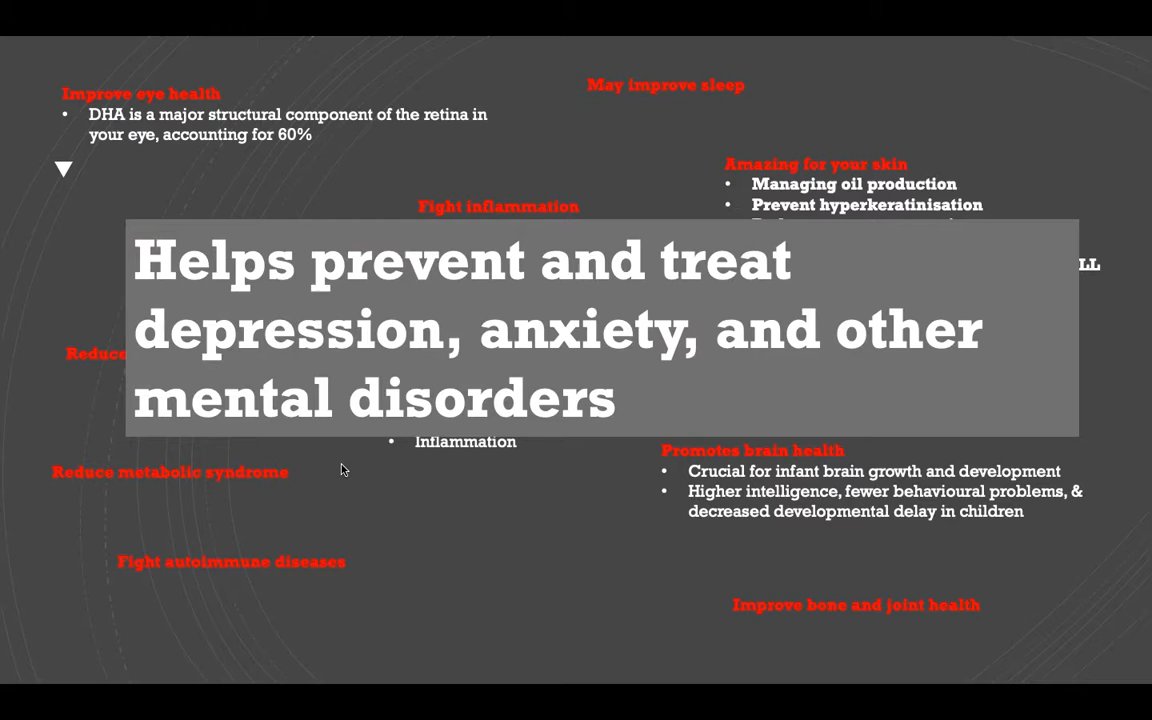 Improve eye health
• DHA is a major structural component of the retina in
your eye, accounting for 60%
May improve sleep
Amazing for your skin
• Managing oil production
• Prevent hyperkeratinisation
LL
Fight inflammation
Helps prevent and treat
depression, anxiety, and other
mental disorders
Reduce
• Inflammation
Reduce metabolic syndrome
Promotes brain health
• Crucial for infant brain growth and development
• Higher intelligence, fewer behavioural problems, &
decreased developmental delay in children
Fight autoimmune diseases
Improve bone and joint health